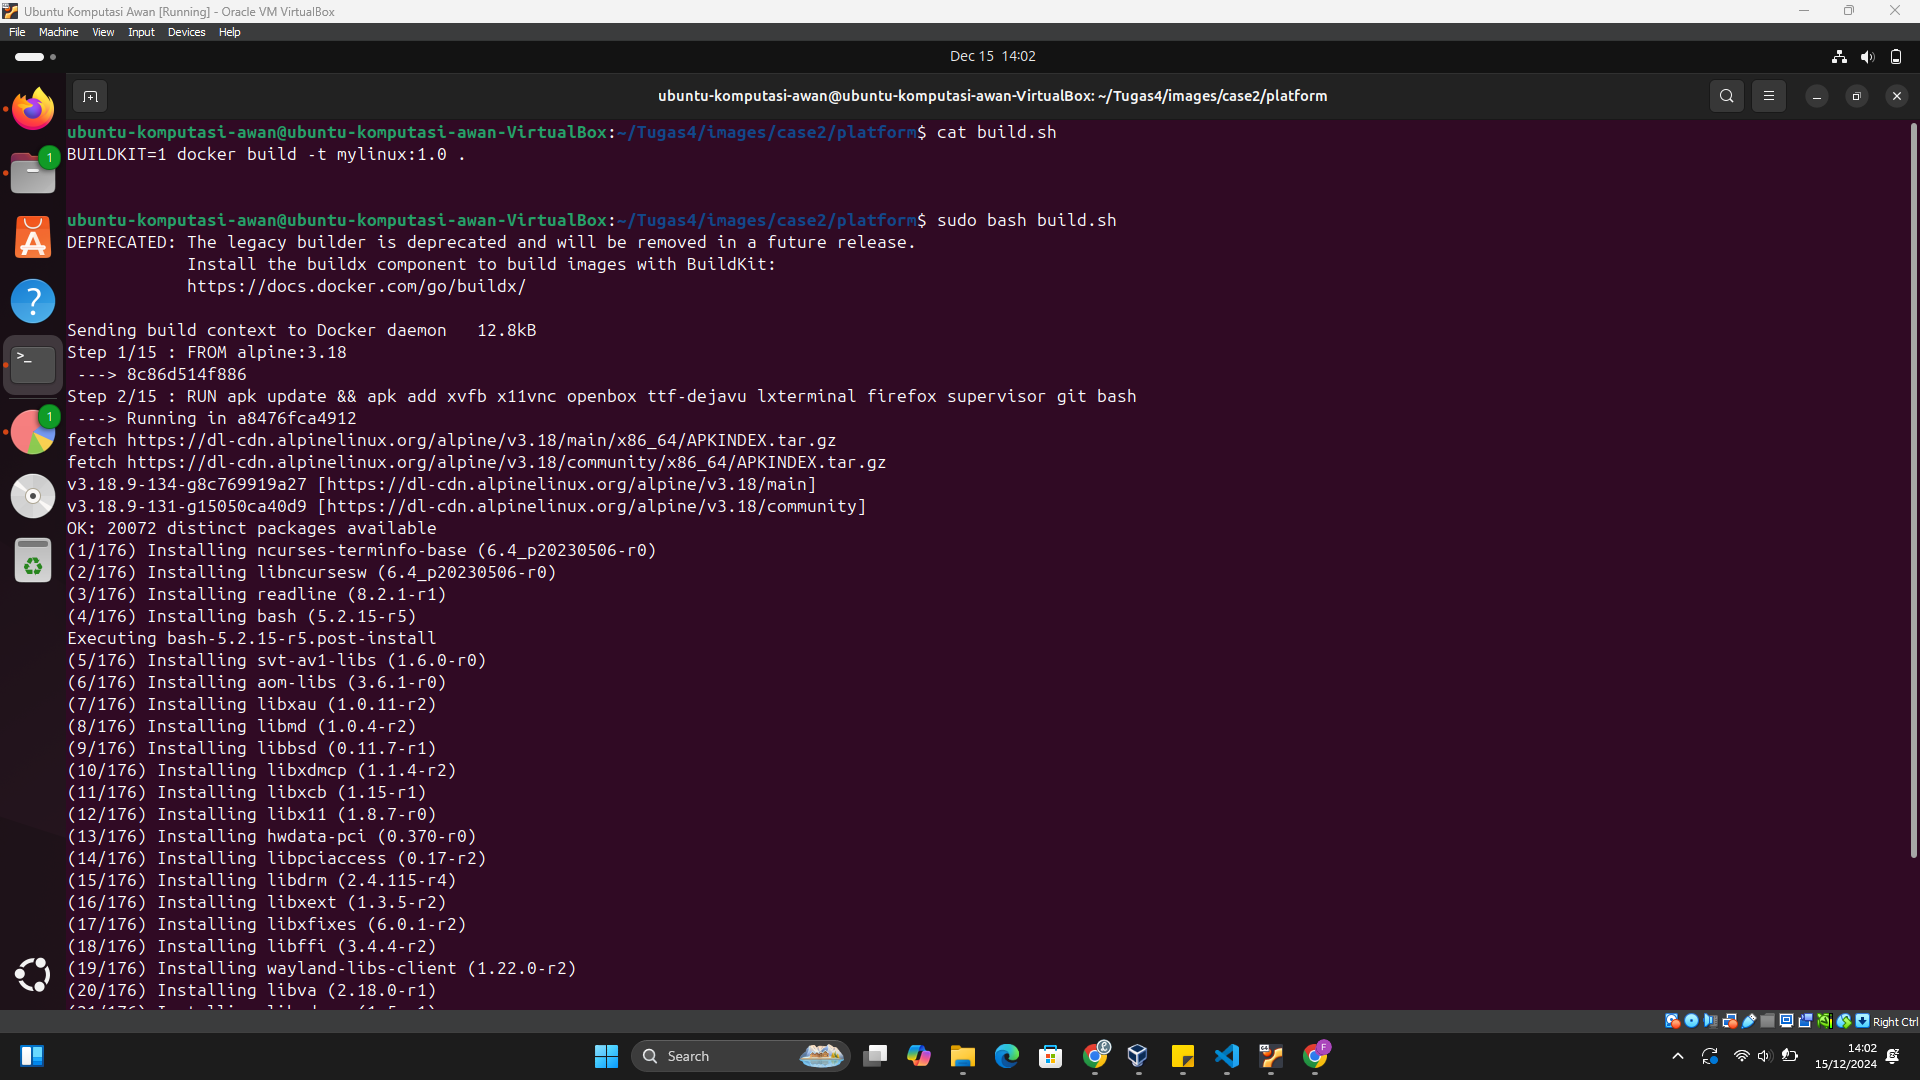 Ubuntu Komputasi Awan [Running] - Oracle VM VirtualBox
File Machine View Input Devices Help
Dec 15 14:02
ubuntu-komputasi-awan@ubuntu-komputasi-awan-VirtualBox: ~/Tugas4/images/case2/platform
ubuntu-komputasi-awan@ubuntu-komputasi-awan-VirtualBox:~/Tugas4/images/case2/platform$ cat build.sh
BUILDKIT=1 docker build -t mylinux:1.0 .
ubuntu-komputasi-awan@ubuntu-komputasi-awan-VirtualBox:~/Tugas4/images/case2/platform$ sudo bash build.sh
DEPRECATED: The legacy builder is deprecated and will be removed in a future release.
Install the buildx component to build images with BuildKit:
https://docs.docker.com/go/buildx/
Sending build context to Docker daemon 12.8kB
Step 1/15 : FROM alpine:3.18
---> 8c86d514f886
Step 2/15 : RUN apk update && apk add xvfb x11vnc openbox ttf-dejavu lxterminal firefox supervisor git bash
---> Running in a8476fca4912
fetch https://dl-cdn.alpinelinux.org/alpine/v3.18/main/x86_64/APKINDEX.tar.gz
fetch https://dl-cdn.alpinelinux.org/alpine/v3.18/community/x86_64/APKINDEX.tar.gz
v3.18.9-134-g8c769919a27 [https://dl-cdn.alpinelinux.org/alpine/v3.18/main]
v3.18.9-131-g15050ca40d9 [https://dl-cdn.alpinelinux.org/alpine/v3.18/community]
OK: 20072 distinct packages available
(1/176) Installing ncurses-terminfo-base (6.4_p20230506-r0)
(2/176) Installing libncursesw (6.4_p20230506-r0)
(3/176) Installing readline (8.2.1-r1)
(4/176) Installing bash (5.2.15-r5)
Executing bash-5.2.15-r5.post-install
(5/176) Installing svt-av1-libs (1.6.0-r0)
(6/176) Installing aom-libs (3.6.1-r0)
(7/176) Installing libxau (1.0.11-r2)
(8/176) Installing libmd (1.0.4-r2)
(9/176) Installing libbsd (0.11.7-r1)
(10/176) Installing libxdmcp (1.1.4-r2)
(11/176) Installing libxcb (1.15-r1)
(12/176) Installing libx11 (1.8.7-r0)
(13/176) Installing hwdata-pci (0.370-r0)
(14/176) Installing libpciaccess (0.17-r2)
(15/176) Installing libdrm (2.4.115-r4)
(16/176) Installing libxext (1.3.5-r2)
(17/176) Installing libxfixes (6.0.1-r2)
(18/176) Installing libffi (3.4.4-r2)
(19/176) Installing wayland-libs-client (1.22.0-r2)
(20/176) Installing libva (2.18.0-r1)
Right Ctrl
Search
14:02
15/12/2024